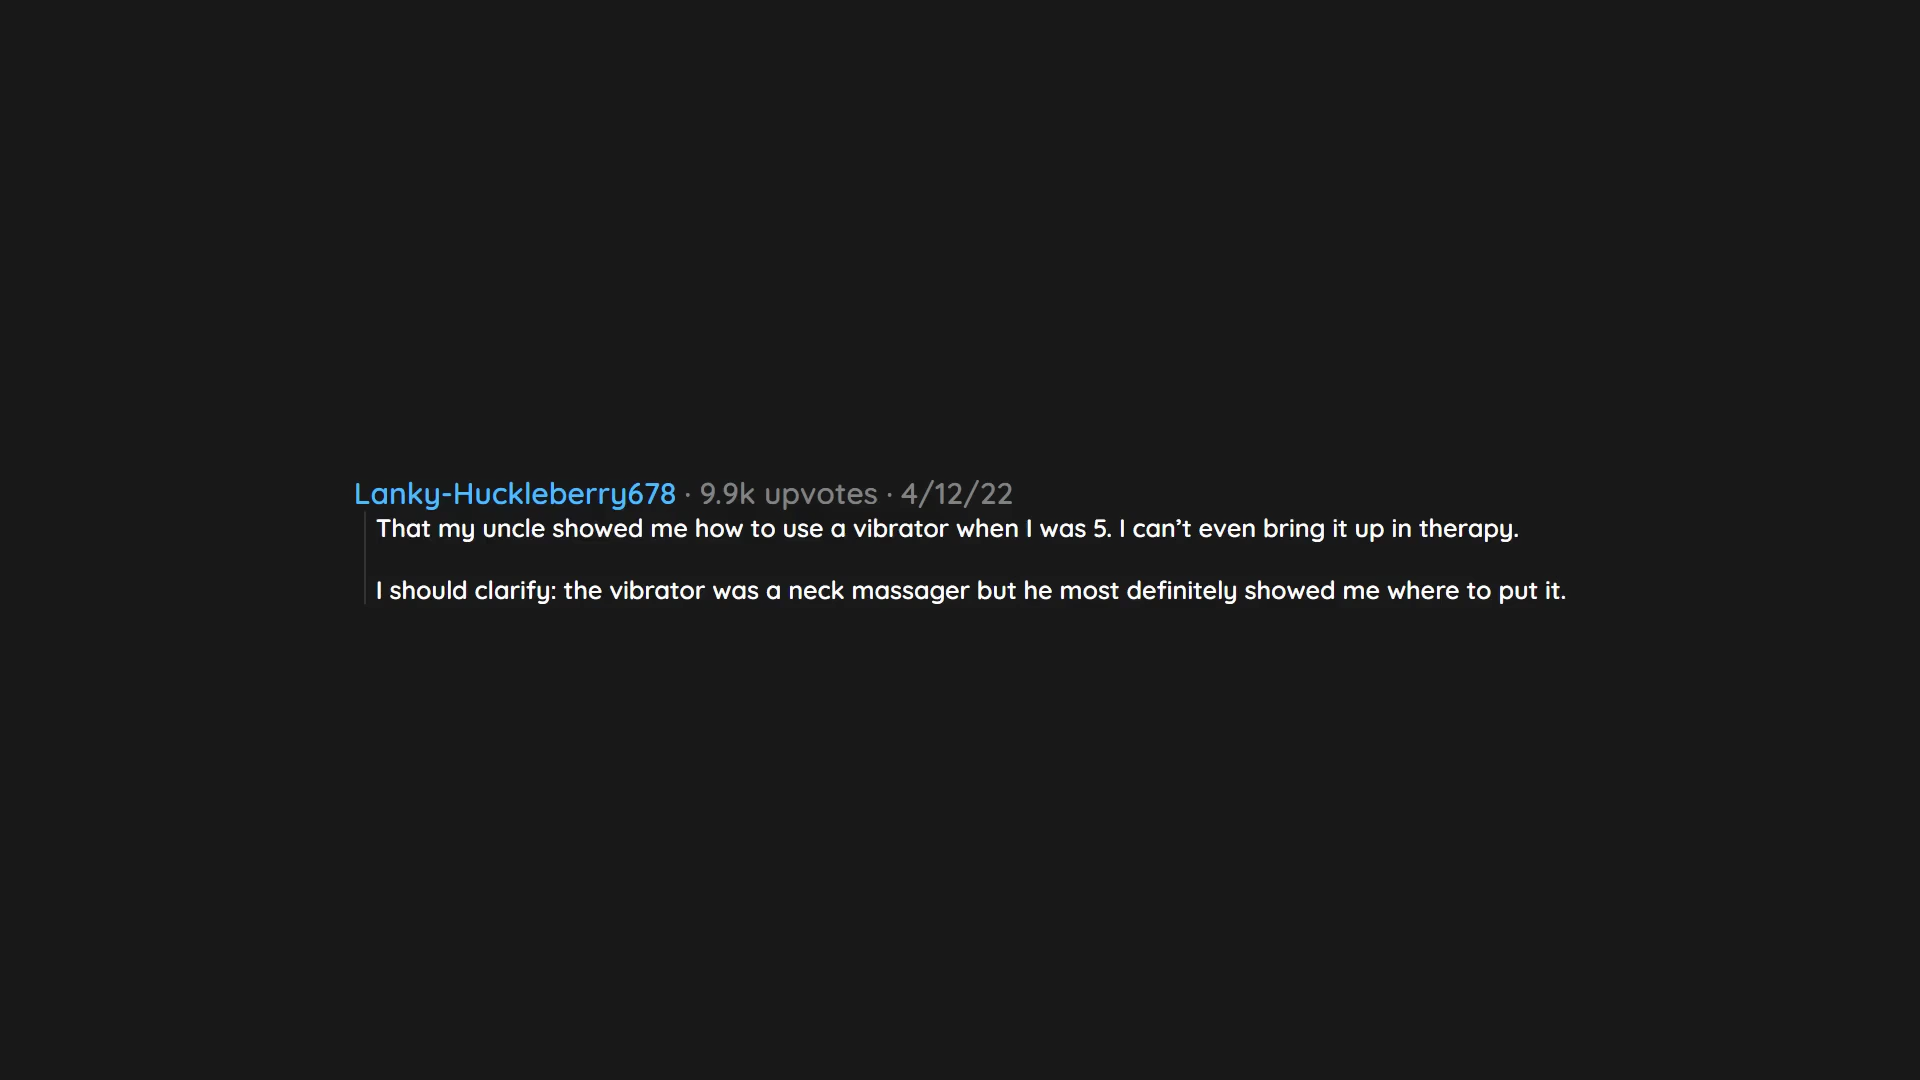 Lanky-Huckleberry678 · 9.9k upvotes · 4/12/22
That my uncle showed me how to use a vibrator when I was 5. I can’t even bring it up in therapy.
I should clarify: the vibrator was a neck massager but he most definitely showed me where to put it.